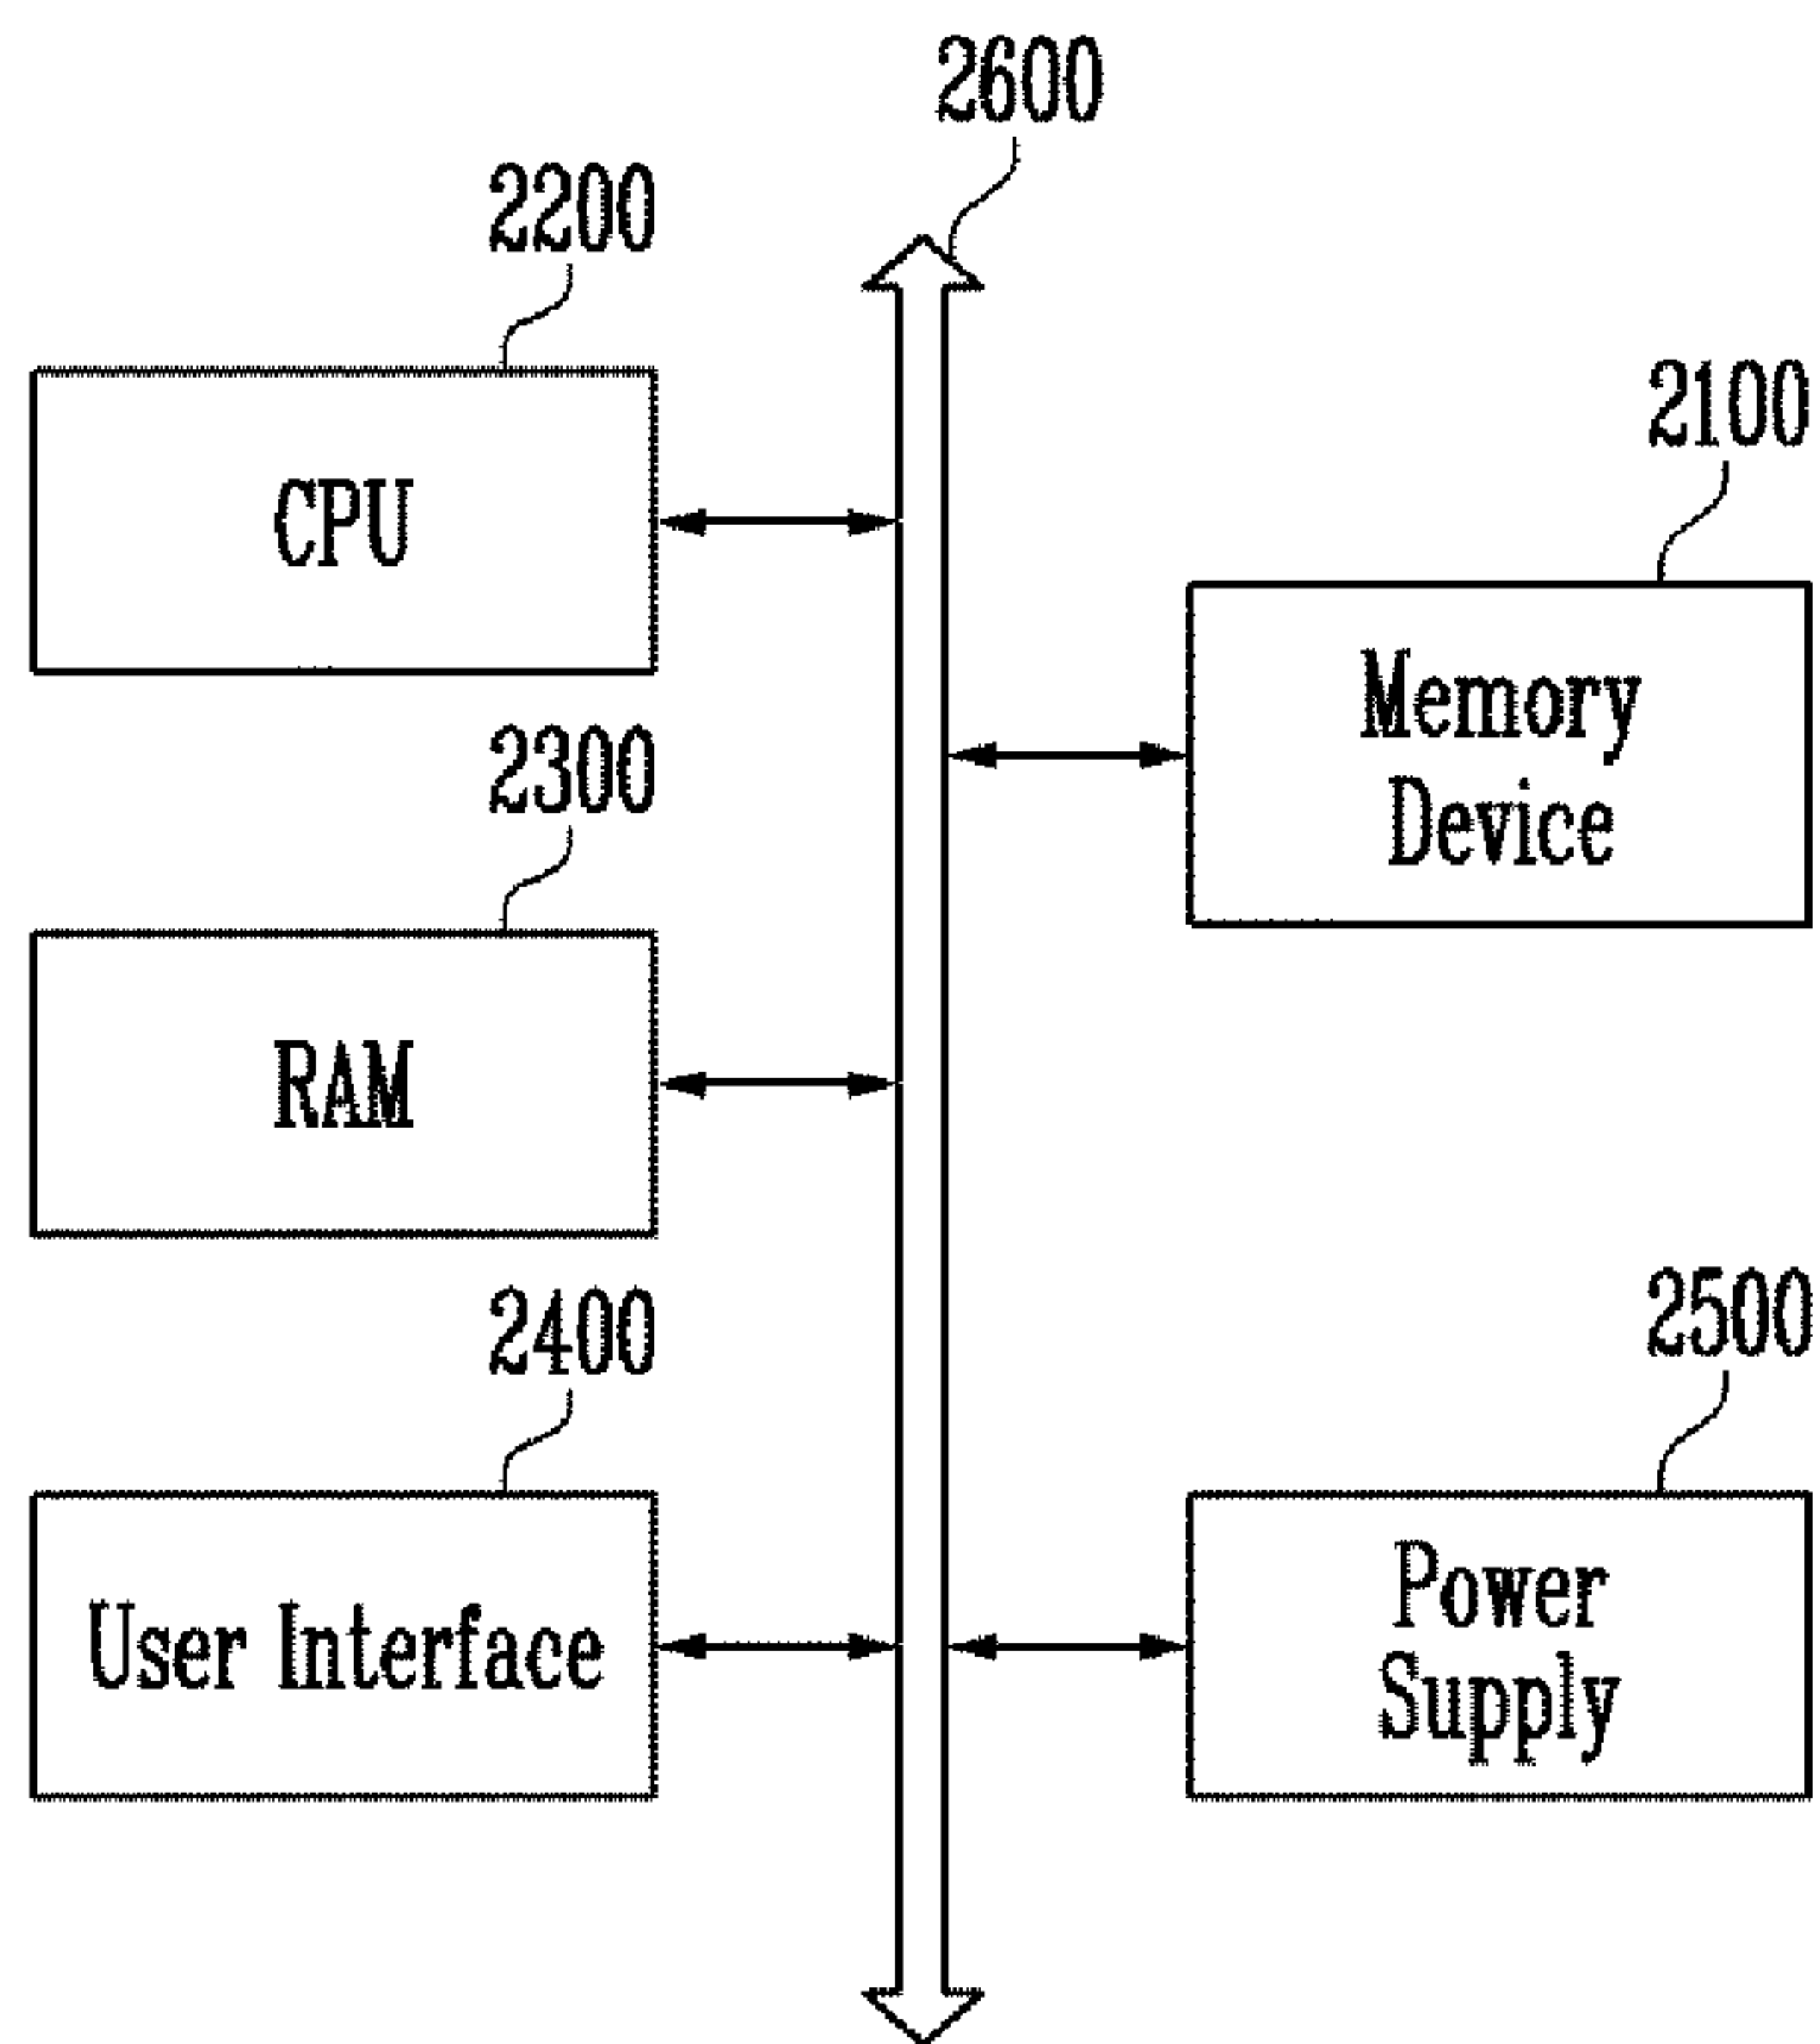 2600
2200
CPU
2100
Memory
Device
2300
RAM
2400
User Interface
2500
Power
Supply